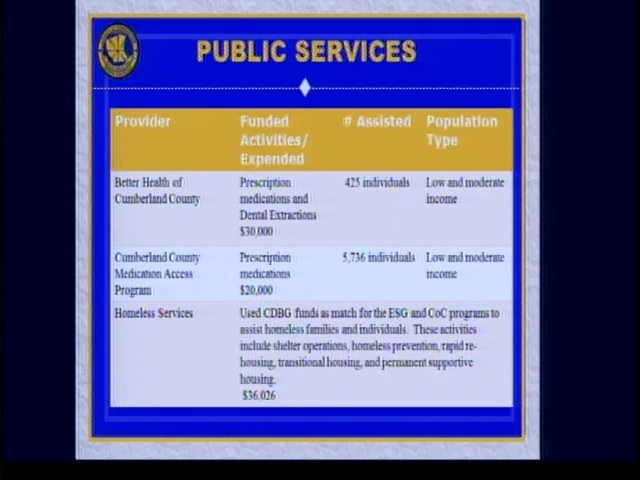 PUBLIC SERVICES
Provider Funded Activities/ Expended # Assisted Population Type
Better Health of Cumberland County
Prescription medications and Dental Extractions $30,000
425 individuals
Low and moderate income
Cumberland County Medication Access Program
Prescription medications $20,000
5,736 individuals
Low and moderate income
Homeless Services
Used CDBG funds as match for the ESG and CoC programs to
assist homeless families and individuals. These activities
include shelter operations, homeless prevention, rapid re-
housing, transitional housing, and permanent supportive
housing.
$36,026